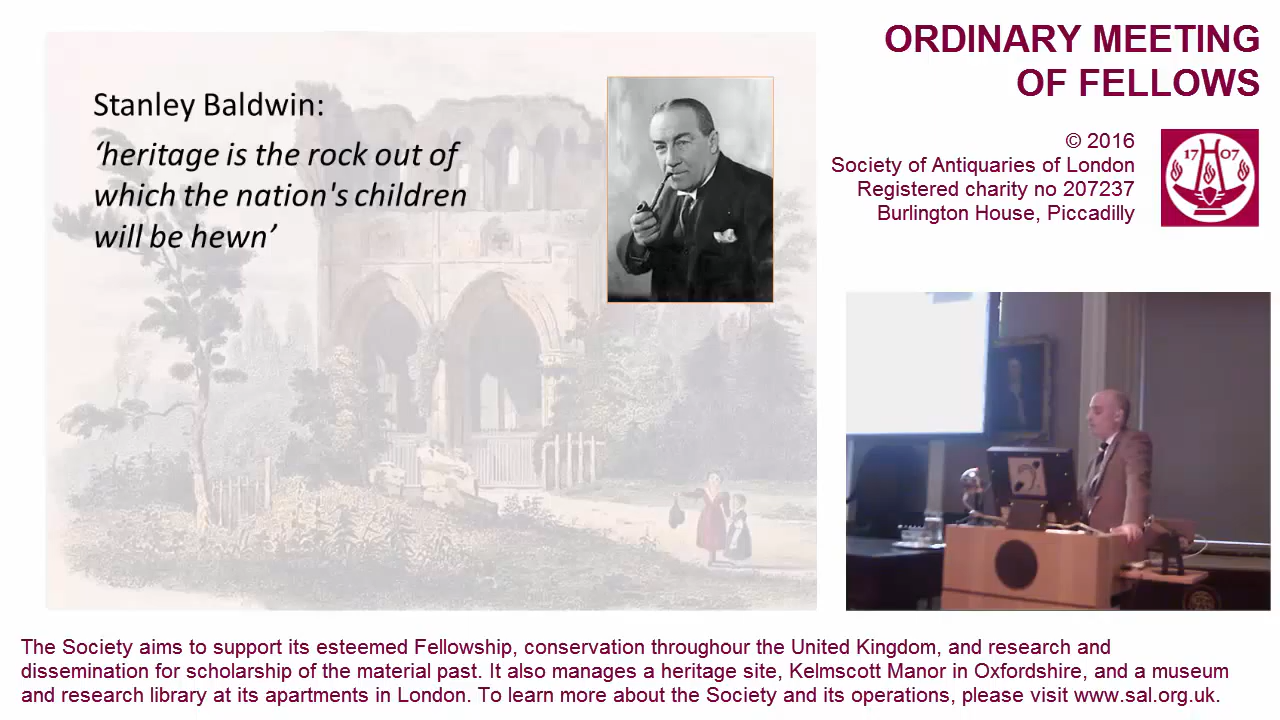 Stanley Baldwin:
‘heritage is the rock out of
which the nation's children
will be hewn’
ORDINARY MEETING
OF FELLOWS
© 2016
Society of Antiquaries of London
Registered charity no 207237
Burlington House, Piccadilly
17 07
The Society aims to support its esteemed Fellowship, conservation throughour the United Kingdom, and research and
dissemination for scholarship of the material past. It also manages a heritage site, Kelmscott Manor in Oxfordshire, and a museum
and research library at its apartments in London. To learn more about the Society and its operations, please visit www.sal.org.uk.